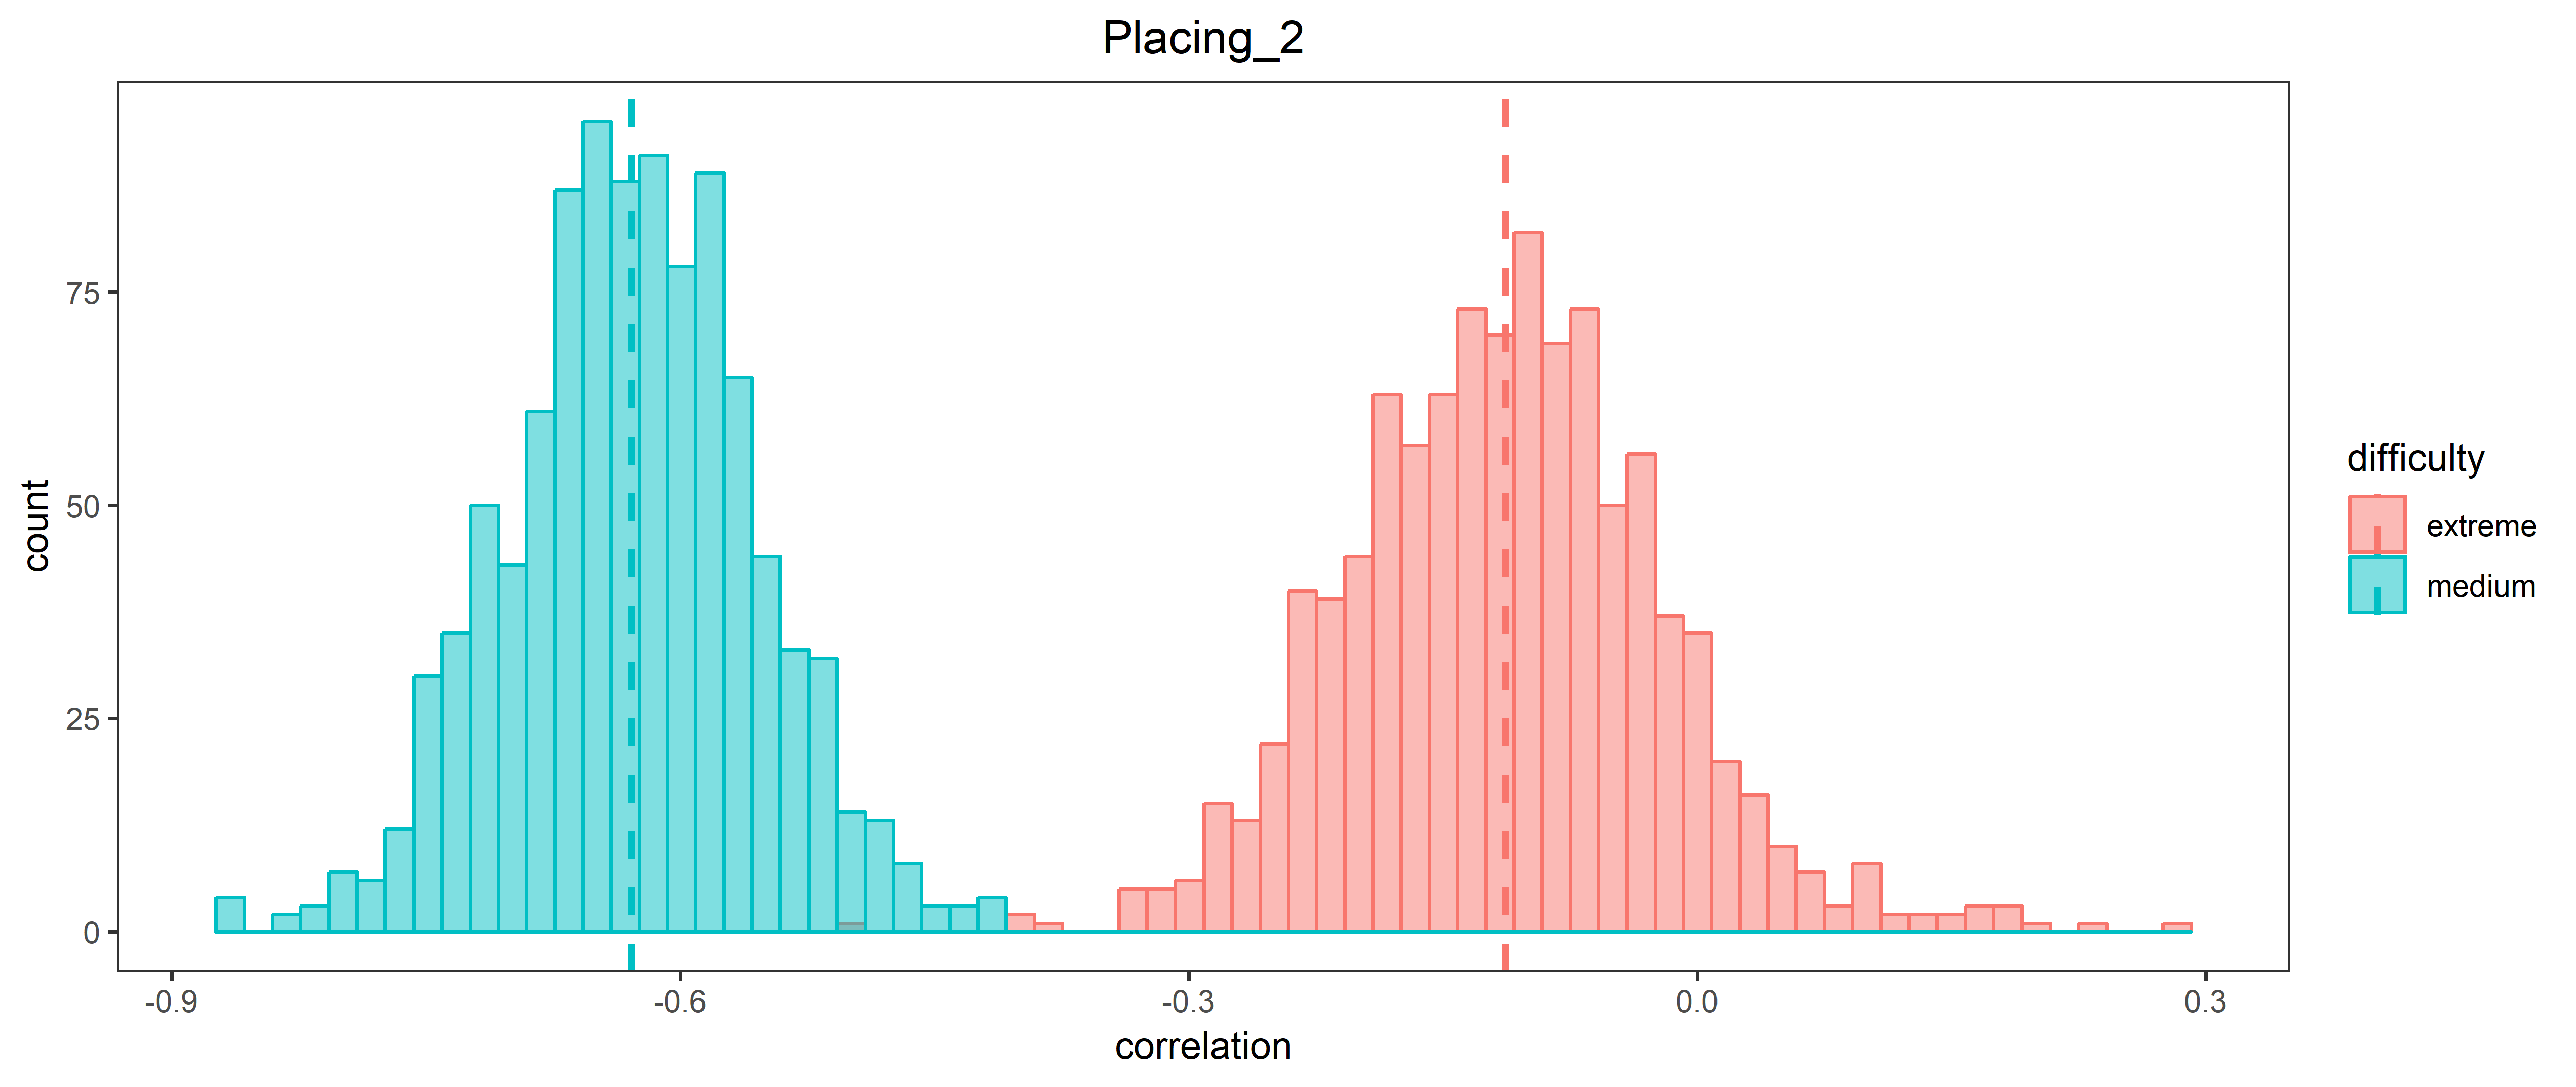 Placing_2
count
75
50
25
0
-0.9
-0.6
-0.3
0.0
0.3
correlation
difficulty
extreme
medium